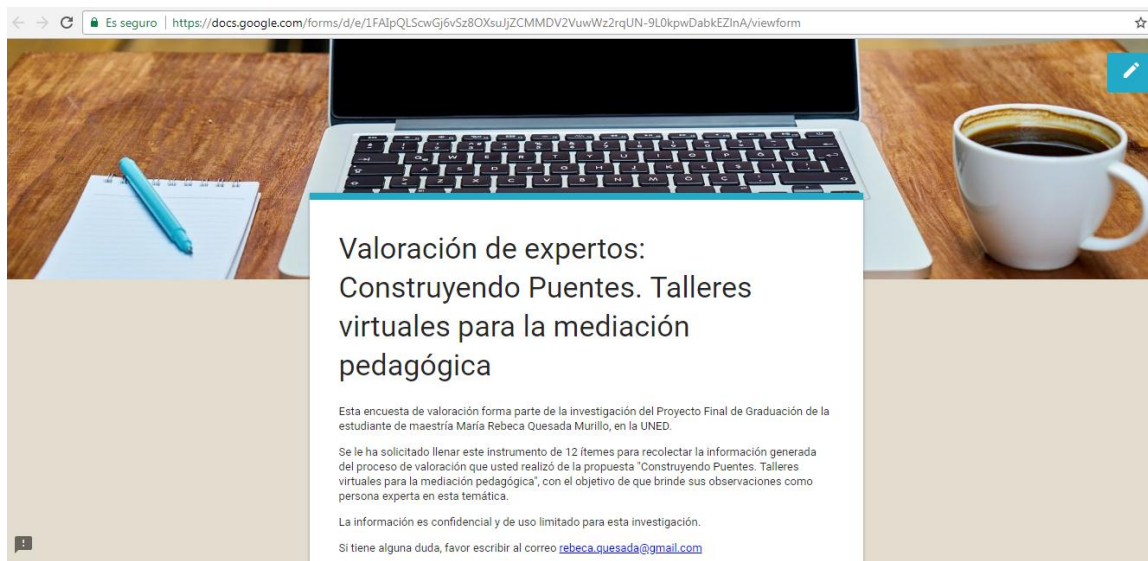 Es seguro | https://docs.google.com/forms/d/e/1FAIpQLScwGj6vSz8OXsuJjZCMMDV2VuwWz2rqUN-9L0kpwDabkEZlnA/viewform
Valoración de expertos:
Construyendo Puentes. Talleres
virtuales para la mediación
pedagógica
Esta encuesta de valoración forma parte de la investigación del Proyecto Final de Graduación de la
estudiante de maestría María Rebeca Quesada Murillo, en la UNED.
Se le ha solicitado llenar este instrumento de 12 ítemes para recolectar la información generada
del proceso de valoración que usted realizó de la propuesta "Construyendo Puentes. Talleres
virtuales para la mediación pedagógica", con el objetivo de que brinde sus observaciones como
persona experta en esta temática.
La información es confidencial y de uso limitado para esta investigación.
Si tiene alguna duda, favor escribir al correo rebeca.quesada@gmail.com